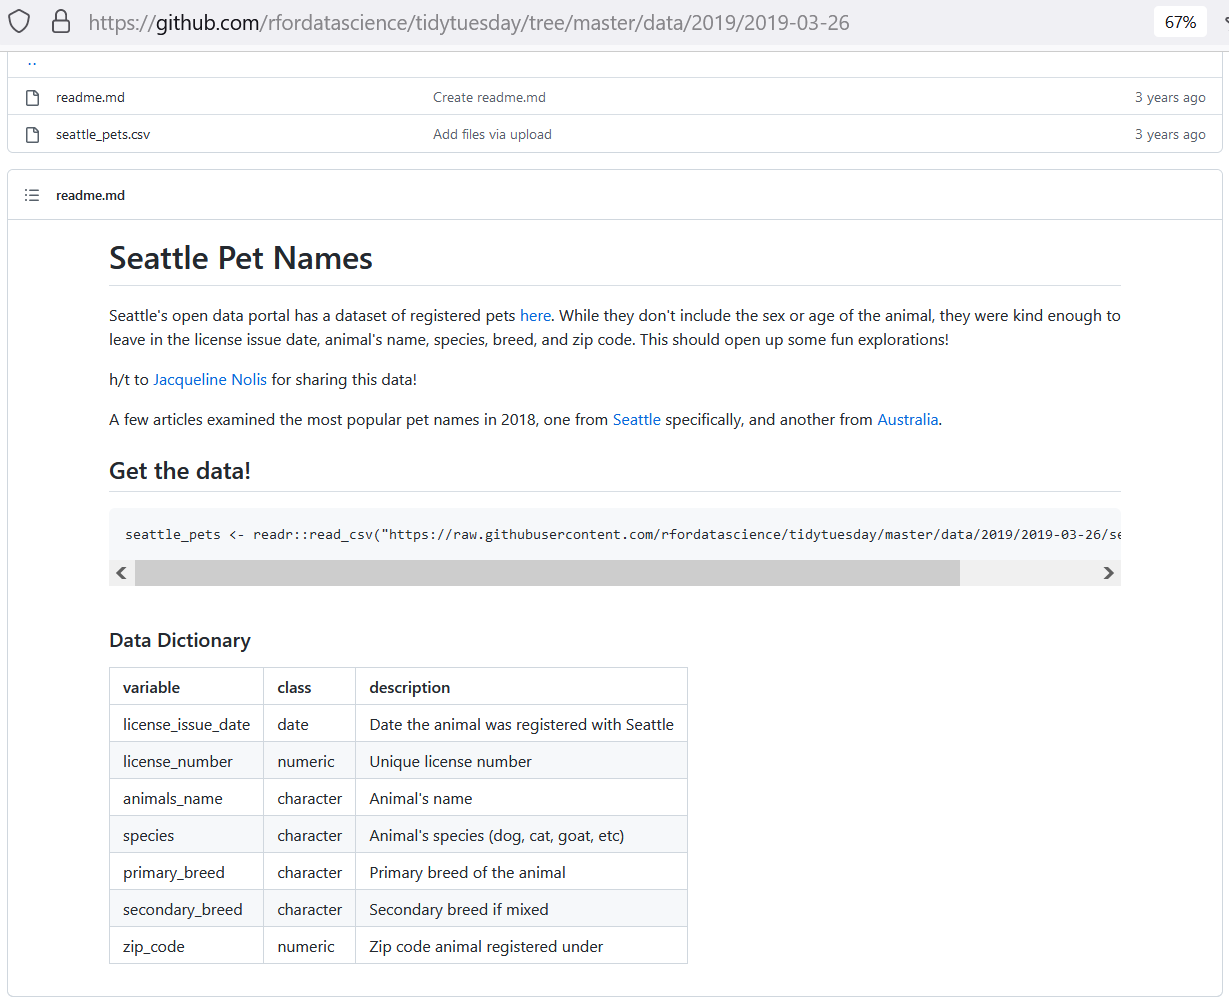 https://github.com/rfordatascience/tidytuesday/tree/master/data/2019/2019-03-26 67%
..
readme.md Create readme.md 3 years ago
seattle_pets.csv Add files via upload 3 years ago
readme.md
Seattle Pet Names
Seattle's open data portal has a dataset of registered pets here. While they don't include the sex or age of the animal, they were kind enough to
leave in the license issue date, animal's name, species, breed, and zip code. This should open up some fun explorations!
h/t to Jacqueline Nolis for sharing this data!
A few articles examined the most popular pet names in 2018, one from Seattle specifically, and another from Australia.
Get the data!
seattle_pets <- readr::read_csv("https://raw.githubusercontent.com/rfordatascience/tidytuesday/master/data/2019/2019-03-26/se
Data Dictionary
variable class description
license_issue_date date Date the animal was registered with Seattle
license_number numeric Unique license number
animals_name character Animal's name
species character Animal's species (dog, cat, goat, etc)
primary_breed character Primary breed of the animal
secondary_breed character Secondary breed if mixed
zip_code numeric Zip code animal registered under